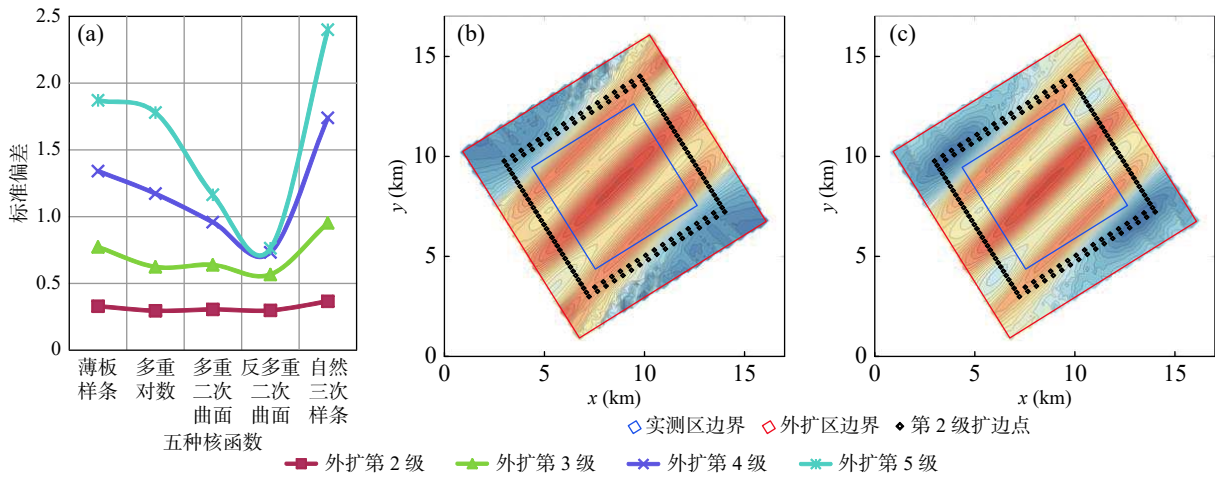 (a)
2.5
2.0
1.5
1.0
0.5
0
标准偏差
薄板
样条
多重
对数
多重
二次
曲面
反多重
二次
曲面
自然
三次
样条
五种核函数
(b)
15
10
5
0
y (km)
5
10
15
x (km)
(c)
15
10
5
0
y (km)
5
10
15
x (km)
实测区边界 外扩区边界 第 2 级扩边点
外扩第 2 级 外扩第 3 级 外扩第 4 级 外扩第 5 级